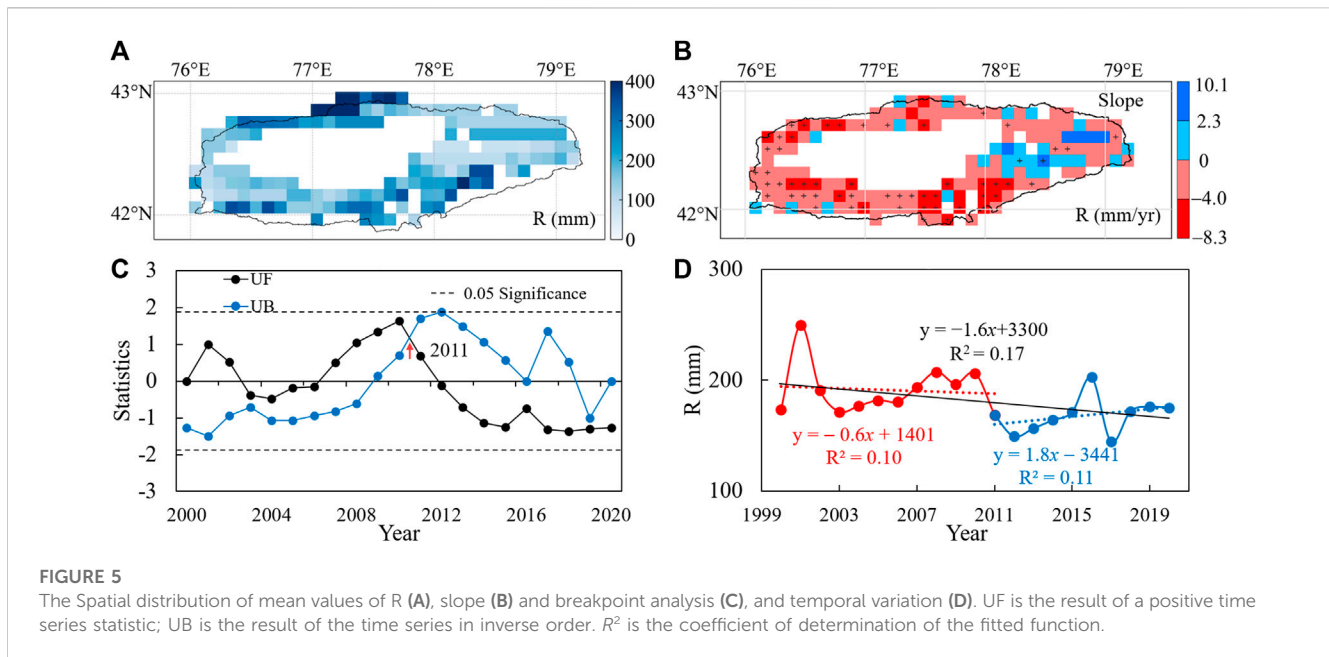 A
76°E 77°E 78°E 79°E
43°N
42°N
R (mm)
400
300
200
100
0
B
76°E 77°E 78°E 79°E
43°N
42°N
Slope
R (mm/yr)
10.1
2.3
0
−4.0
−8.3
C
UF
UB
0.05 Significance
2011
Statistics
3
2
1
0
-1
-2
-3
2000 2004 2008 2012 2016 2020
Year
D
R (mm)
300
200
100
y = −1.6x+3300
R² = 0.17
y = − 0.6x + 1401
R² = 0.10
y = 1.8x − 3441
R² = 0.11
1999 2003 2007 2011 2015 2019
Year
FIGURE 5
The Spatial distribution of mean values of R (A), slope (B) and breakpoint analysis (C), and temporal variation (D). UF is the result of a positive time
series statistic; UB is the result of the time series in inverse order. R² is the coefficient of determination of the fitted function.